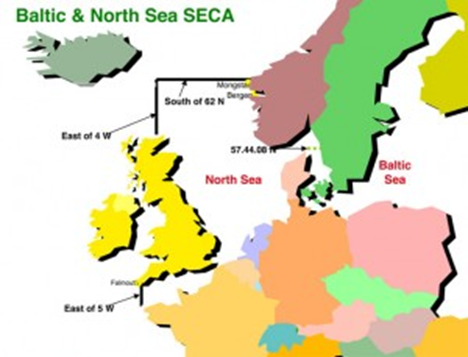 Baltic & North Sea SECA
Mongstad
Bergen
South of 62 N
East of 4 W
57.44.08 N
North Sea
Baltic
Sea
Falmouth
East of 5 W